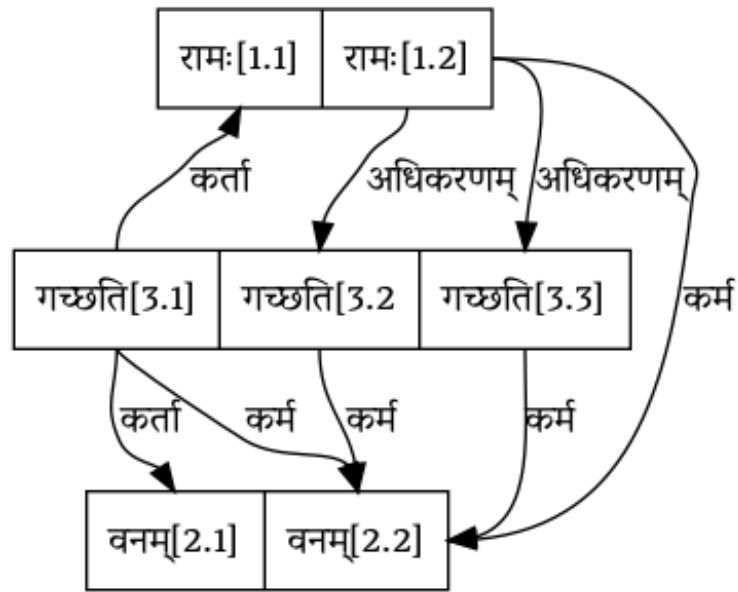 रामः[1.1] रामः[1.2]
कर्ता अधिकरणम् अधिकरणम्
गच्छति[3.1] गच्छति[3.2 गच्छति[3.3] कर्म
कर्ता कर्म कर्म कर्म
वनम्[2.1] वनम्[2.2]